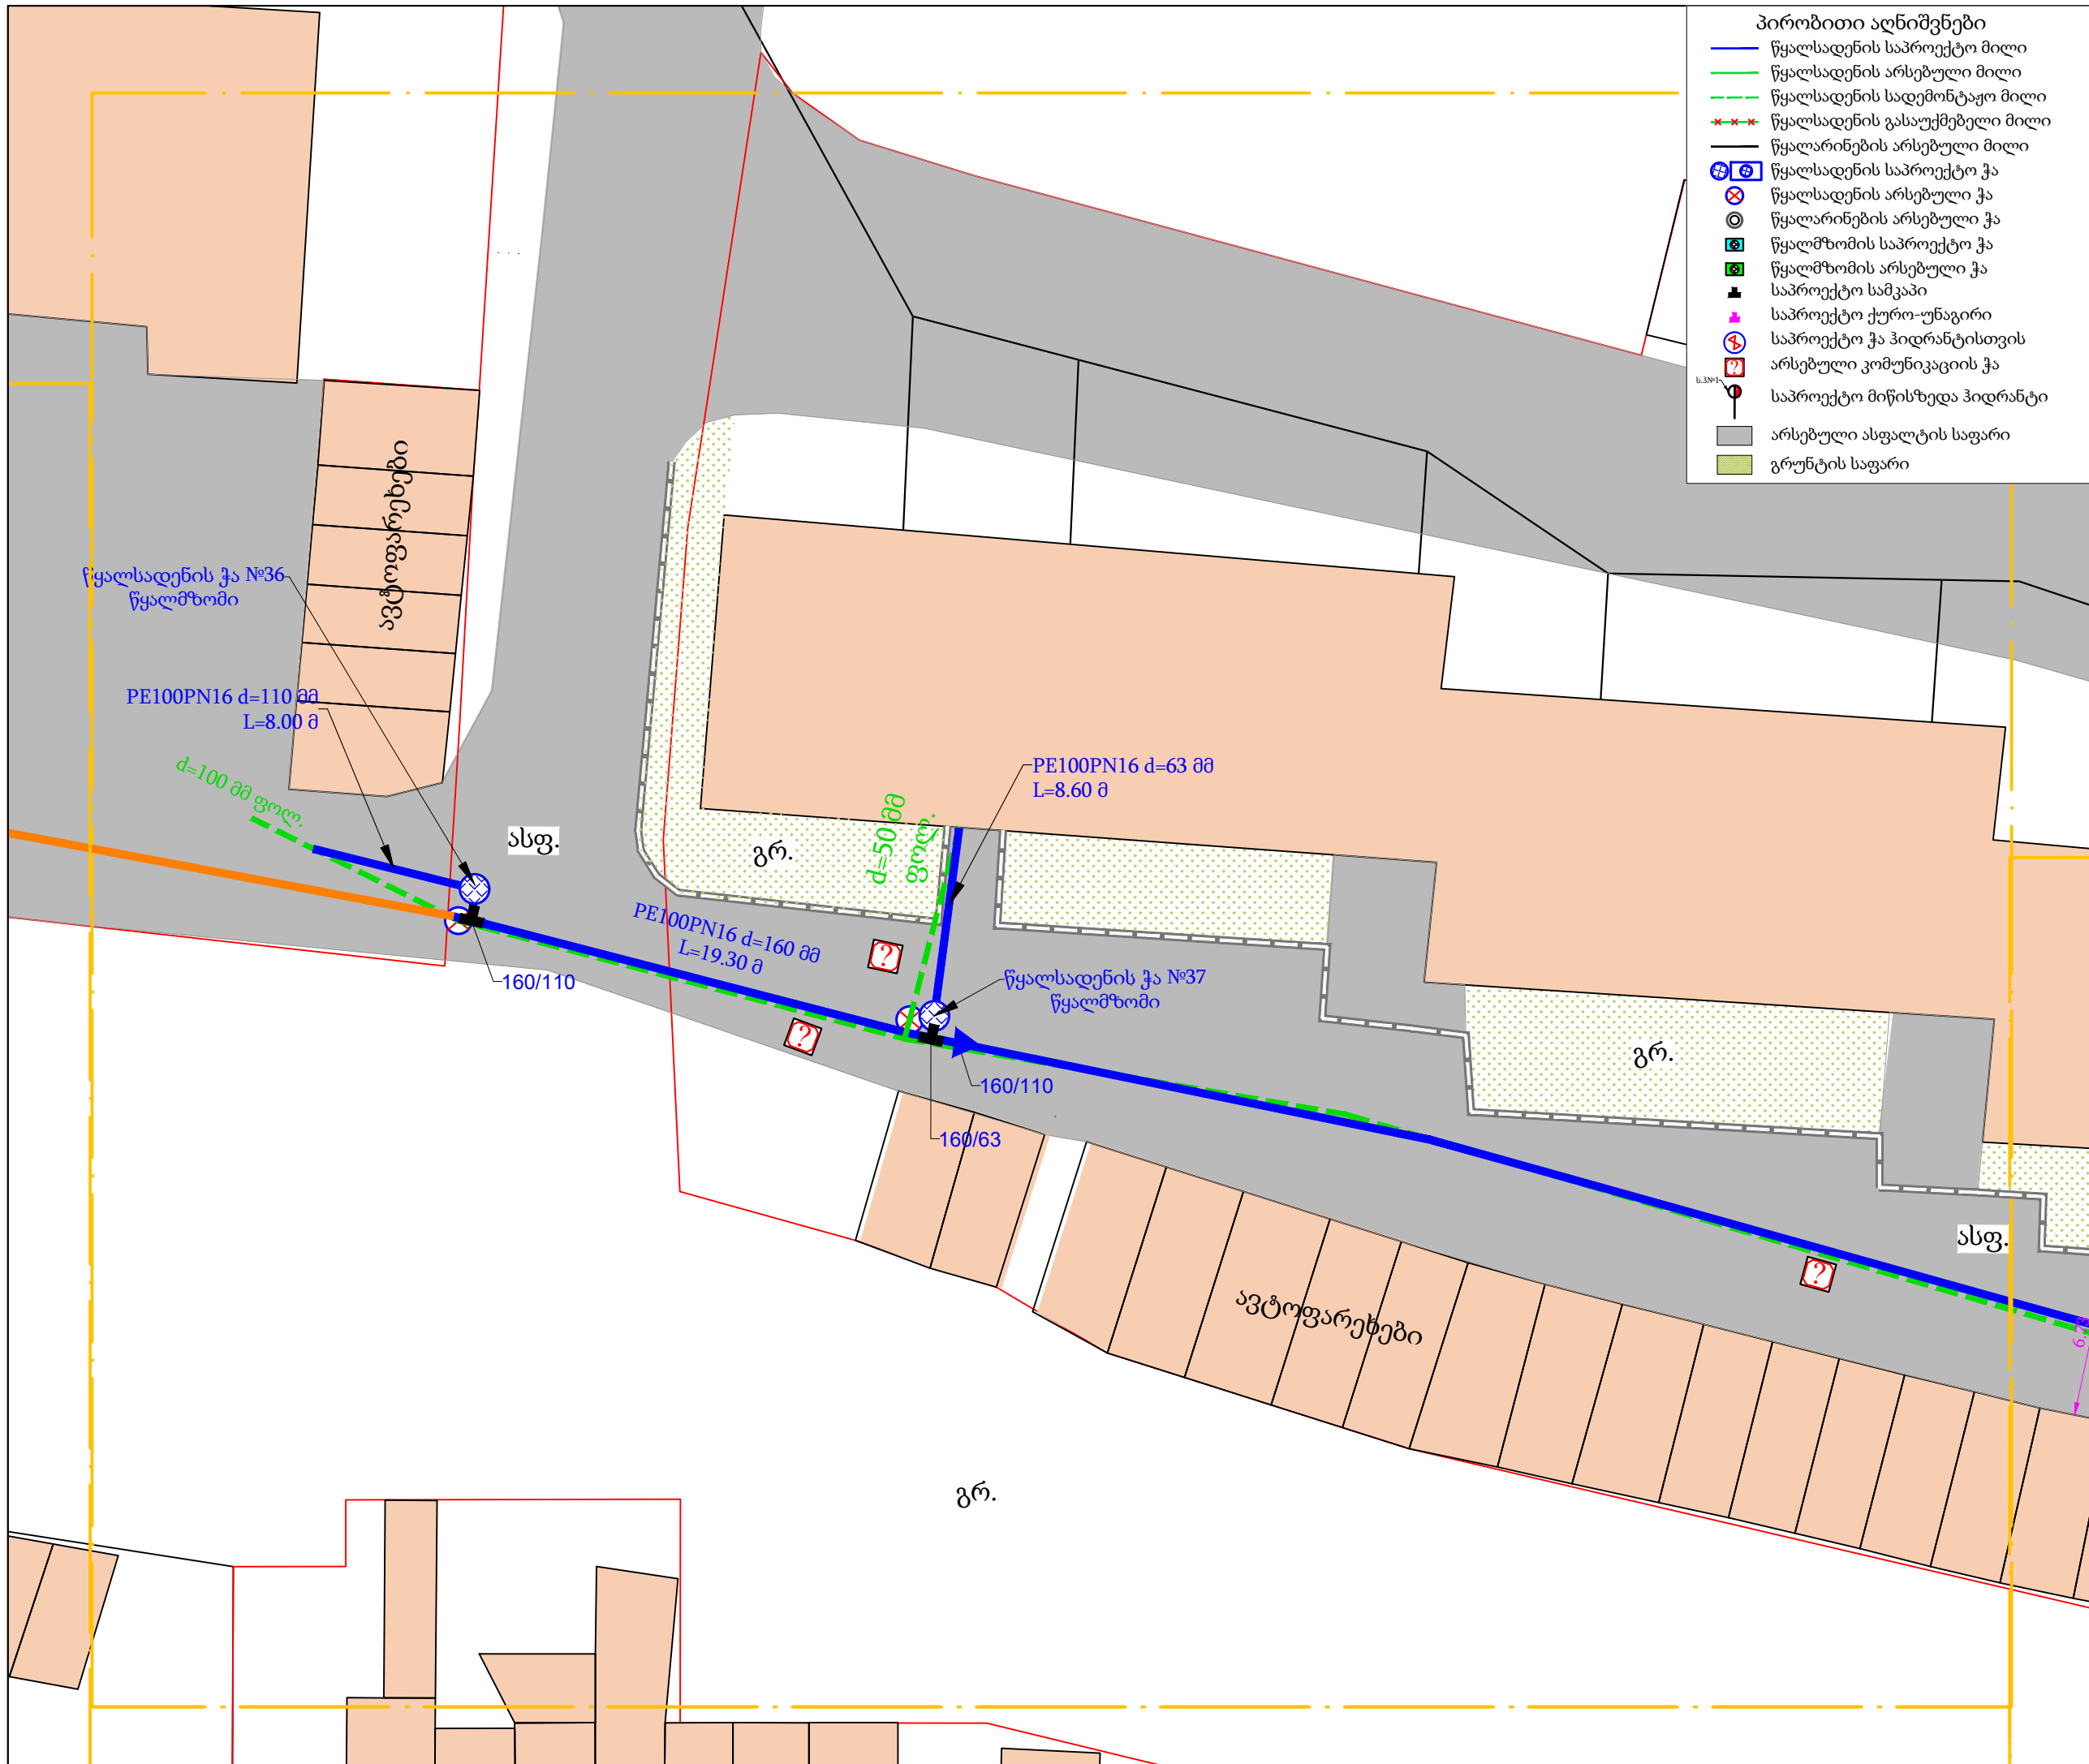 პირობითი აღნიშვნები
წყალსადენის საპროექტო მილი
წყალსადენის არსებული მილი
წყალსადენის სადემონტაჟო მილი
წყალსადენის გასაუქმებელი მილი
წყალარინების არსებული მილი
წყალსადენის საპროექტო ჭა
წყალსადენის არსებული ჭა
წყალარინების არსებული ჭა
წყალმზომის საპროექტო ჭა
წყალმზომის არსებული ჭა
საპროექტო სამკაპი
საპროექტო ქურო-უნაგირი
საპროექტო ჭა ჰიდრანტისთვის
? არსებული კომუნიკაციის ჭა
საპროექტო მიწისზედა ჰიდრანტი
არსებული ასფალტის საფარი
გრუნტის საფარი
ავტოფარეხები
წყალსადენის ჭა №36
წყალმზომი
PE100PN16 d=110 მმ
L=8.00 მ
d=100 მმ ფოლ.
ასფ.
გრ.
d=50 მმ
ფოლ.
PE100PN16 d=63 მმ
L=8.60 მ
PE100PN16 d=160 მმ
L=19.30 მ
160/110
?
?
წყალსადენის ჭა №37
წყალმზომი
160/110
160/63
გრ.
ასფ.
?
ავტოფარეხები
გრ.